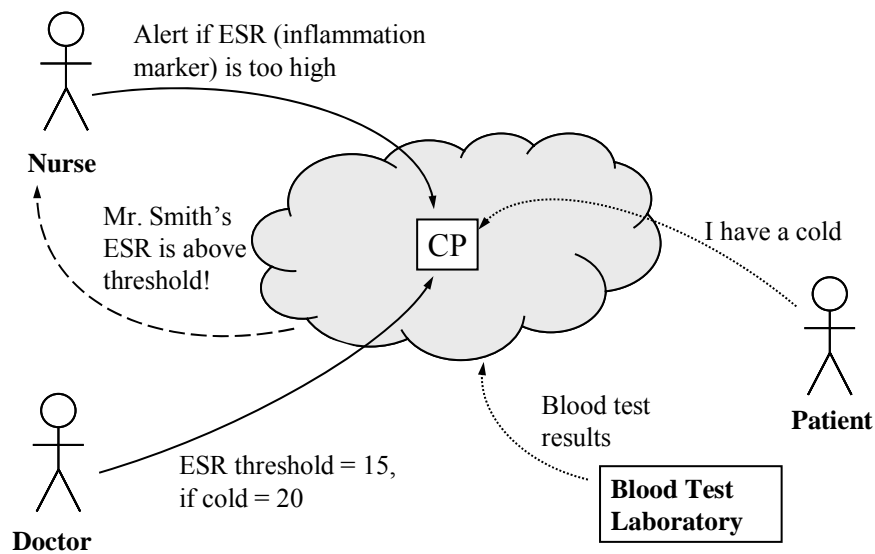 Alert if ESR (inflammation
marker) is too high
Nurse
Mr. Smith’s
ESR is above
threshold!
CP
I have a cold
Patient
Blood test
results
ESR threshold = 15,
if cold = 20
Blood Test
Laboratory
Doctor